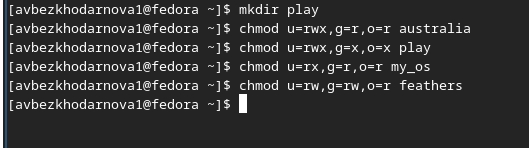 [avbezkhodarnova1@fedora ~]$ mkdir play
[avbezkhodarnova1@fedora ~]$ chmod u=rwx,g=r,o=r australia
[avbezkhodarnova1@fedora ~]$ chmod u=rwx,g=x,o=x play
[avbezkhodarnova1@fedora ~]$ chmod u=rx,g=r,o=r my_os
[avbezkhodarnova1@fedora ~]$ chmod u=rw,g=rw,o=r feathers
[avbezkhodarnova1@fedora ~]$